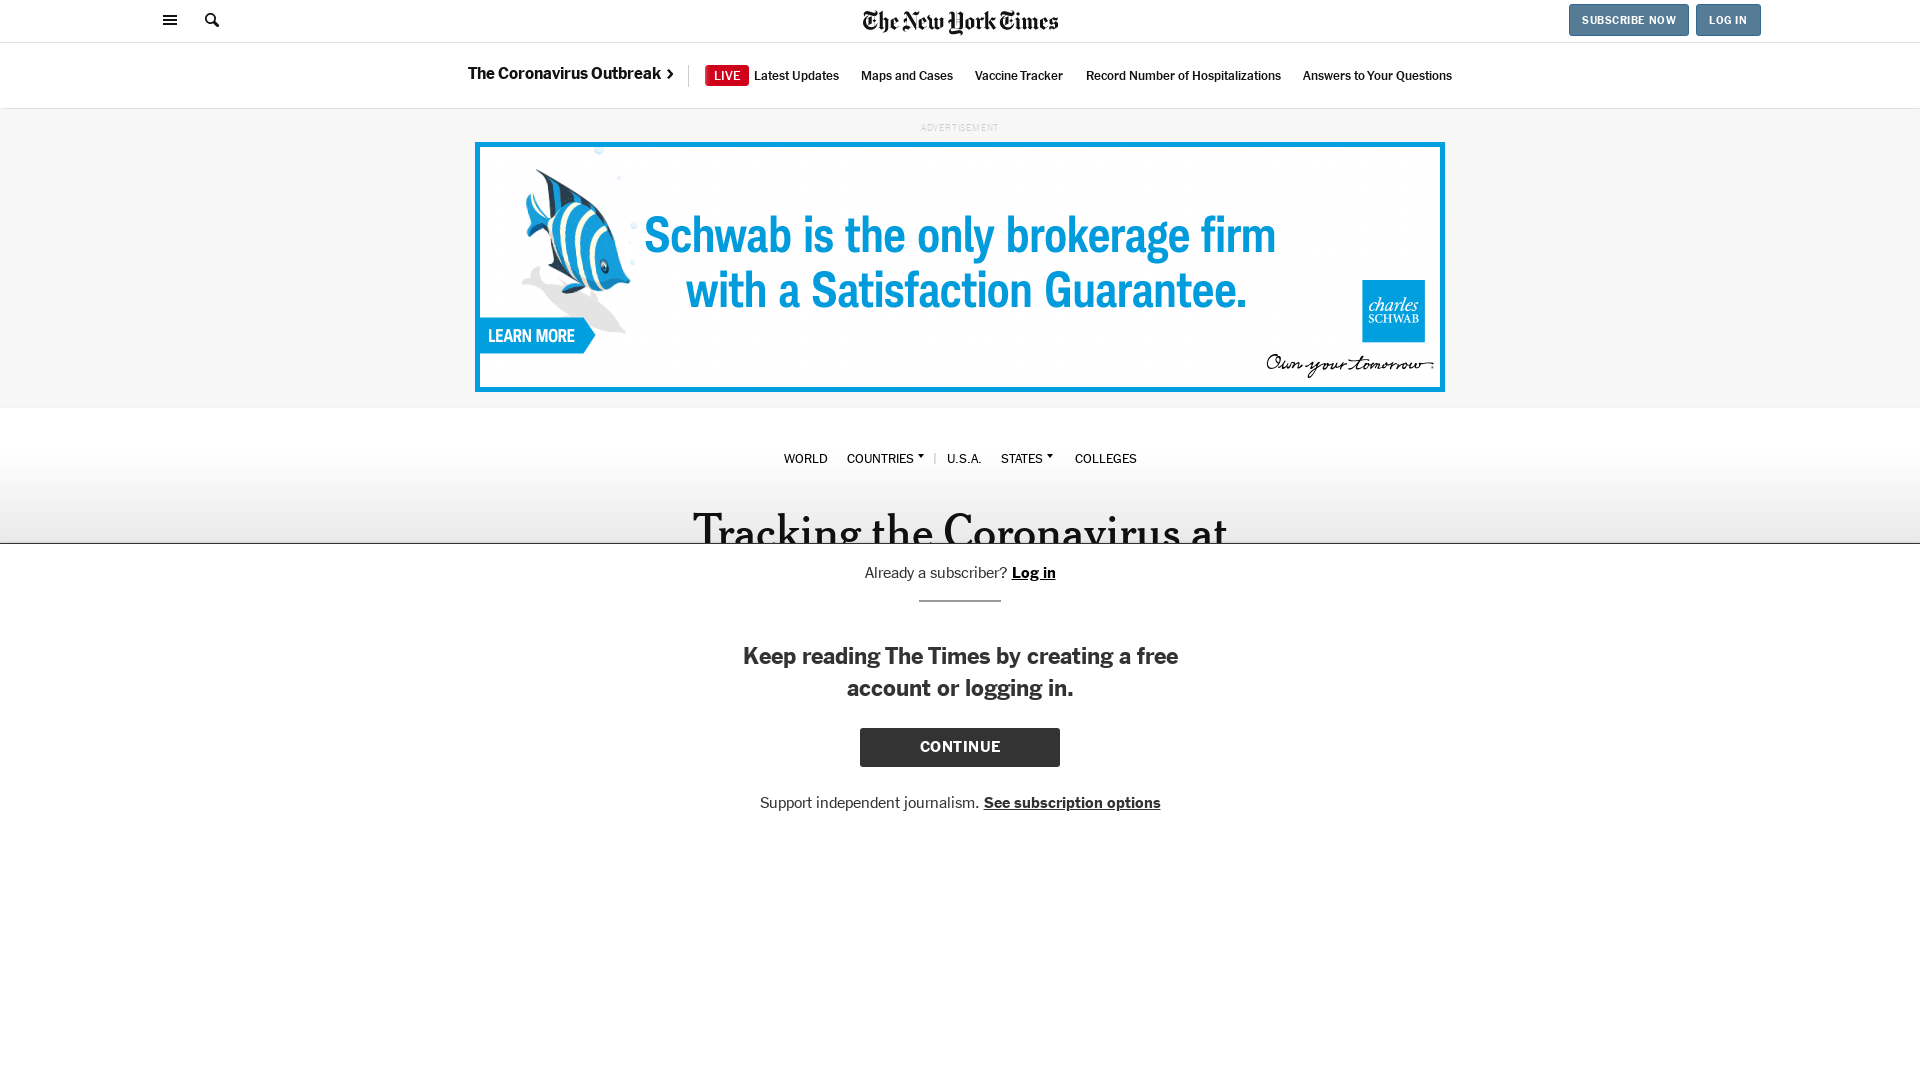 The New York Times
SUBSCRIBE NOW
LOG IN
The Coronavirus Outbreak
LIVE Latest Updates
Maps and Cases
Vaccine Tracker
Record Number of Hospitalizations
Answers to Your Questions
ADVERTISEMENT
Schwab is the only brokerage firm
with a Satisfaction Guarantee.
LEARN MORE
charles
SCHWAB
Own your tomorrow.
WORLD COUNTRIES | U.S.A. STATES COLLEGES
Tracking the Coronavirus at
Already a subscriber? Log in
Keep reading The Times by creating a free
account or logging in.
CONTINUE
Support independent journalism. See subscription options